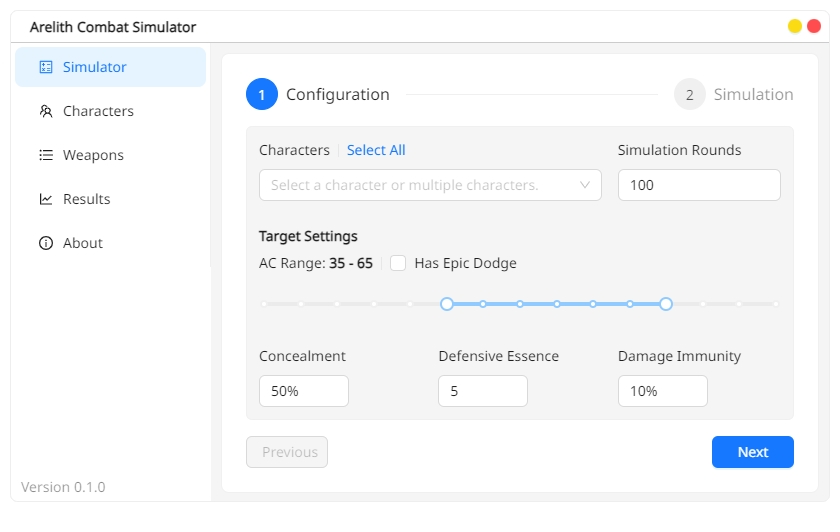 Arelith Combat Simulator
Simulator
Characters
Weapons
Results
About
Version 0.1.0
1 Configuration
2 Simulation
Characters Select All
Select a character or multiple characters.
Simulation Rounds
100
Target Settings
AC Range: 35 - 65 Has Epic Dodge
Concealment
50%
Defensive Essence
5
Damage Immunity
10%
Previous
Next